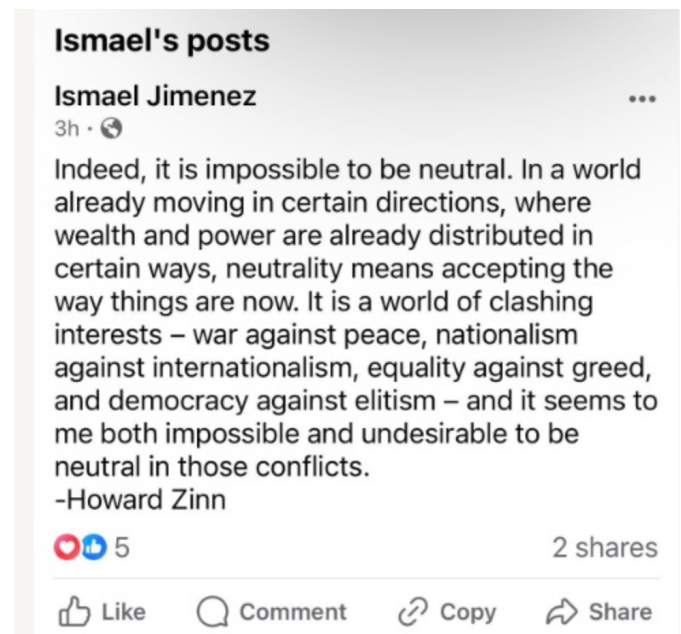 Ismael's posts
Ismael Jimenez
3h ·
Indeed, it is impossible to be neutral. In a world
already moving in certain directions, where
wealth and power are already distributed in
certain ways, neutrality means accepting the
way things are now. It is a world of clashing
interests – war against peace, nationalism
against internationalism, equality against greed,
and democracy against elitism – and it seems to
me both impossible and undesirable to be
neutral in those conflicts.
-Howard Zinn
5 2 shares
Like Comment Copy Share